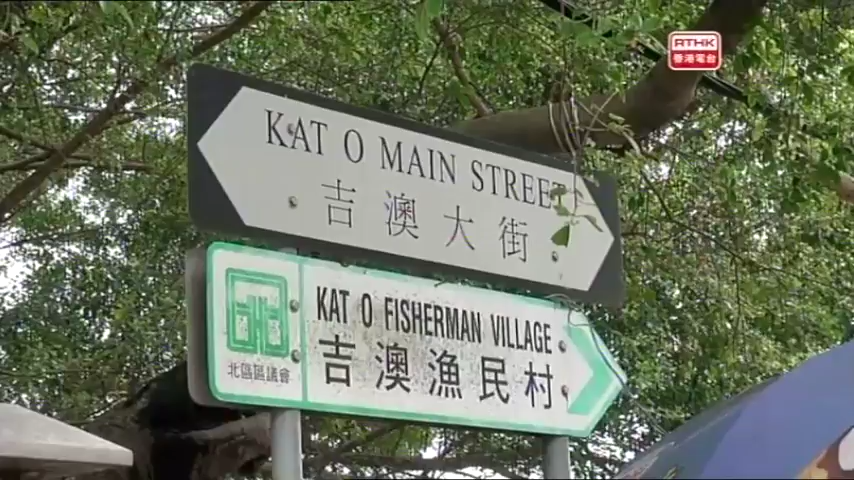 RTHK
香港電台
KAT O MAIN STREET
吉澳大街
KAT O FISHERMAN VILLAGE
吉澳漁民村
北區區議會